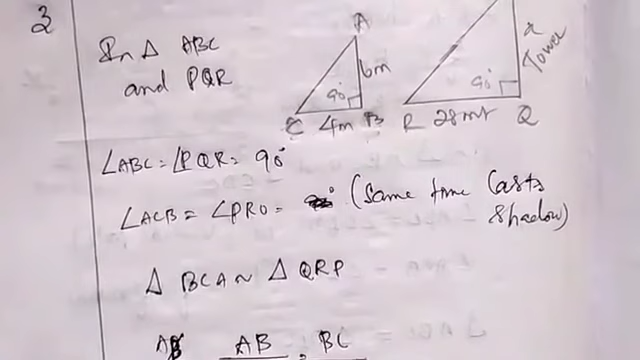 3
In Δ ABC
and PQR
A
6m
90°
C 4m B
x
Tower
90°
R 28mt Q
∠ABC = ∠PQR = 90°
∠ACB = ∠PRQ = (Same time Casts
Shadow)
Δ BCA ~ Δ QRP
AB BC